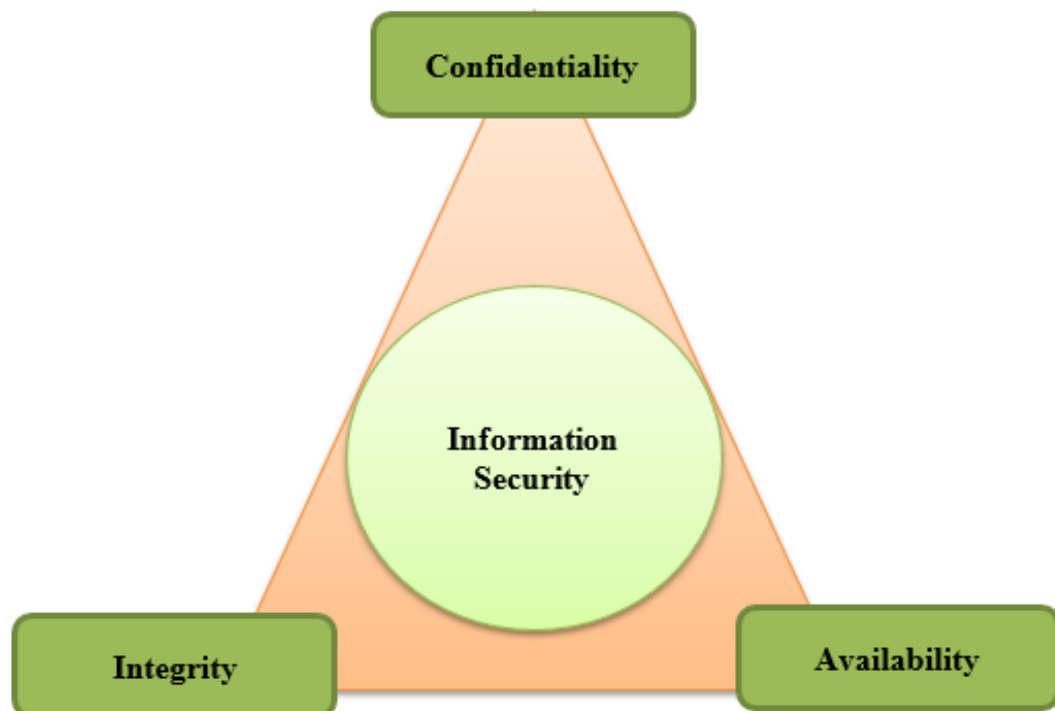 Confidentiality
Information
Security
Integrity
Availability